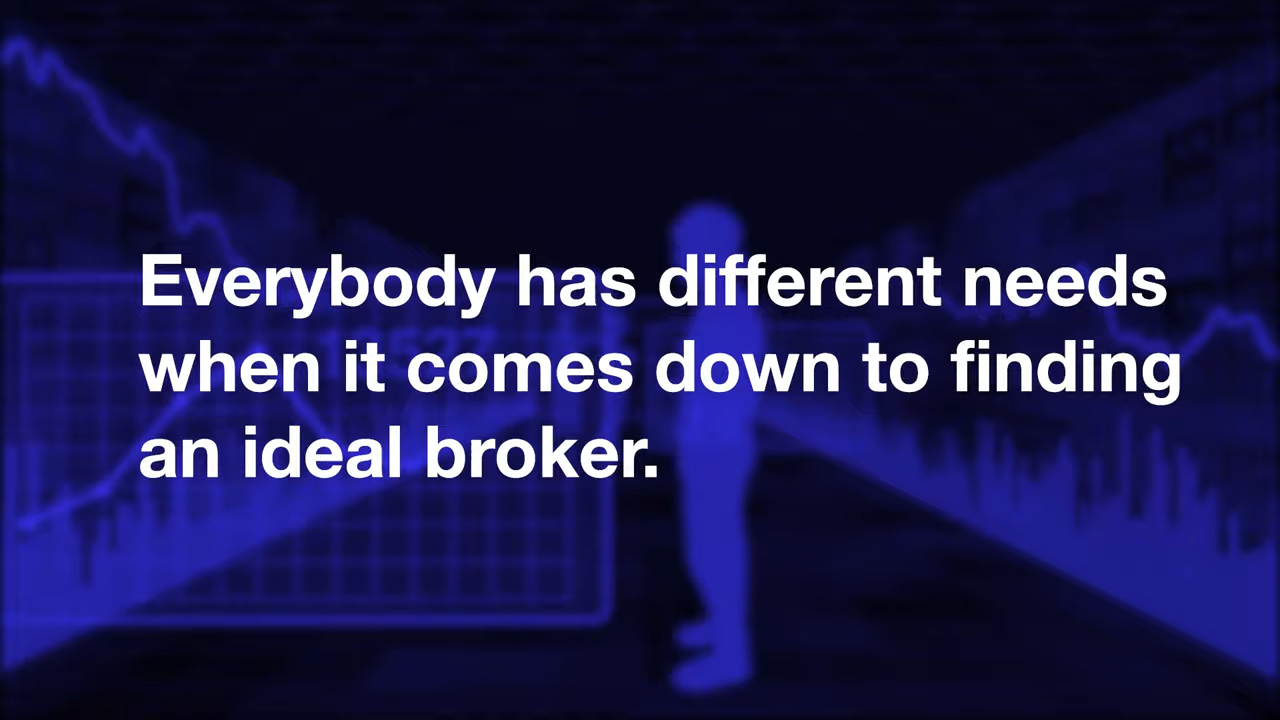 Everybody has different needs
when it comes down to finding
an ideal broker.